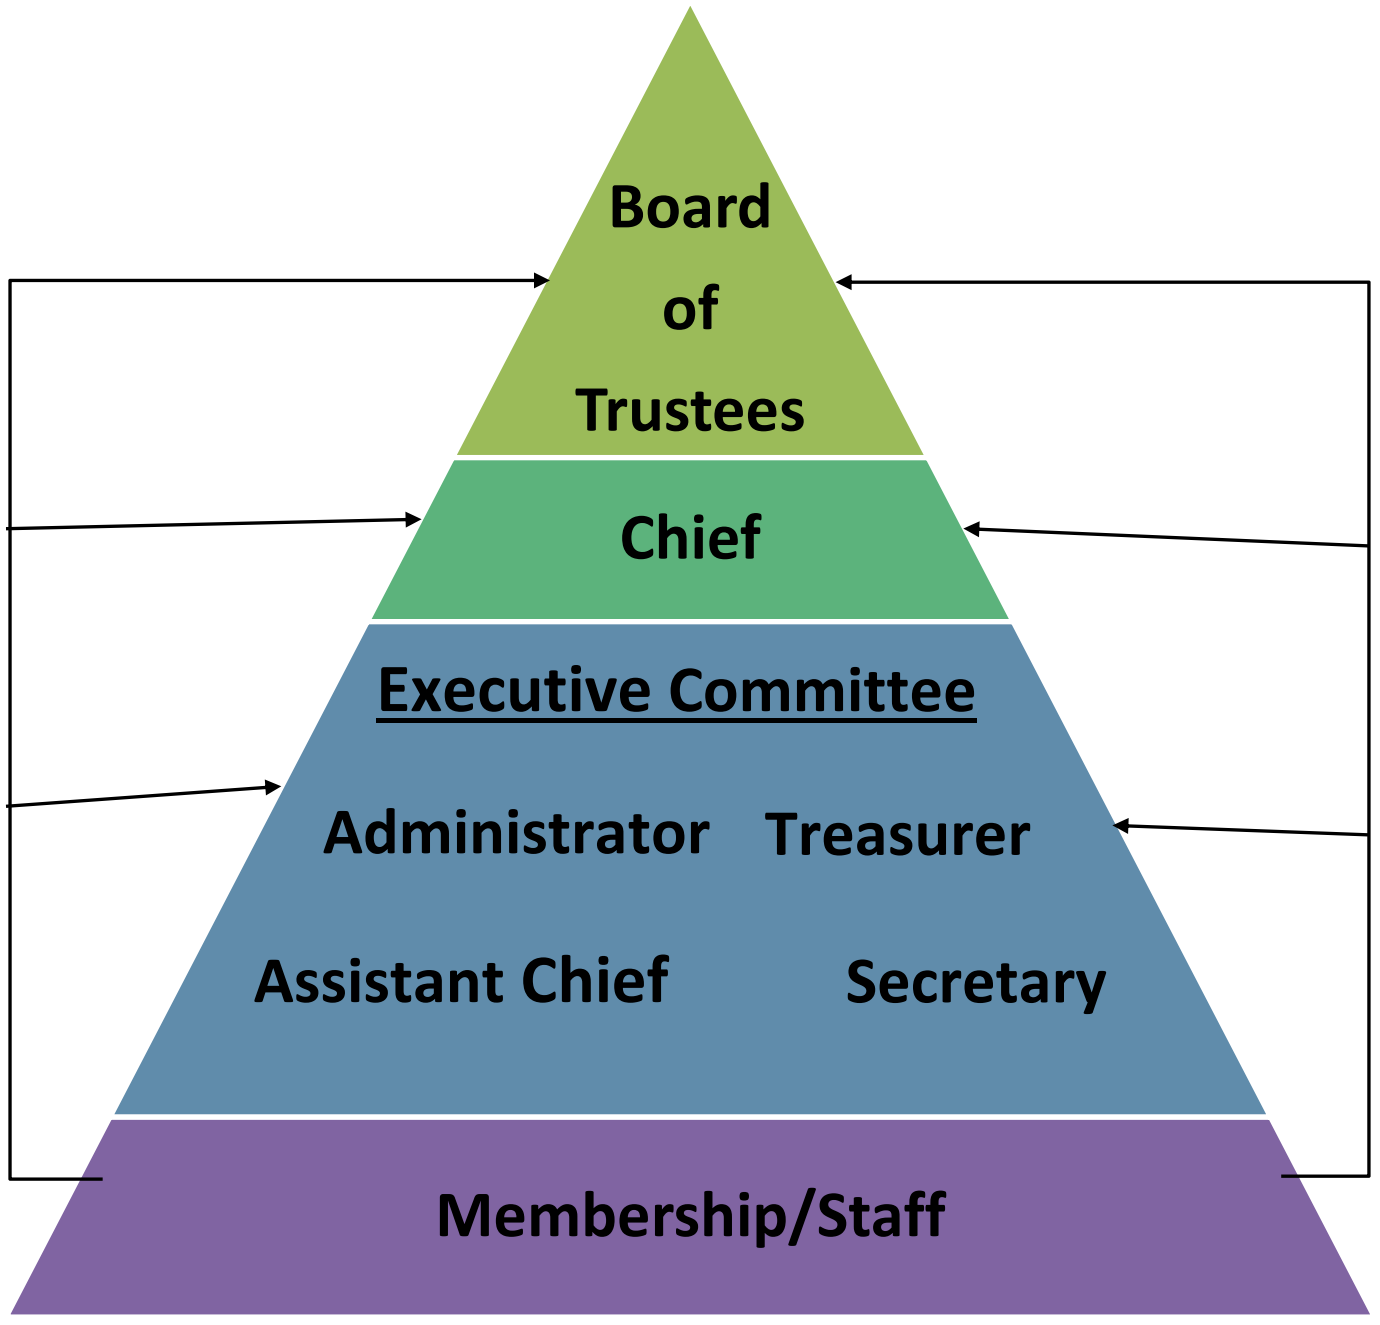 Board
of
Trustees
Chief
Executive Committee
Administrator Treasurer
Assistant Chief Secretary
Membership/Staff